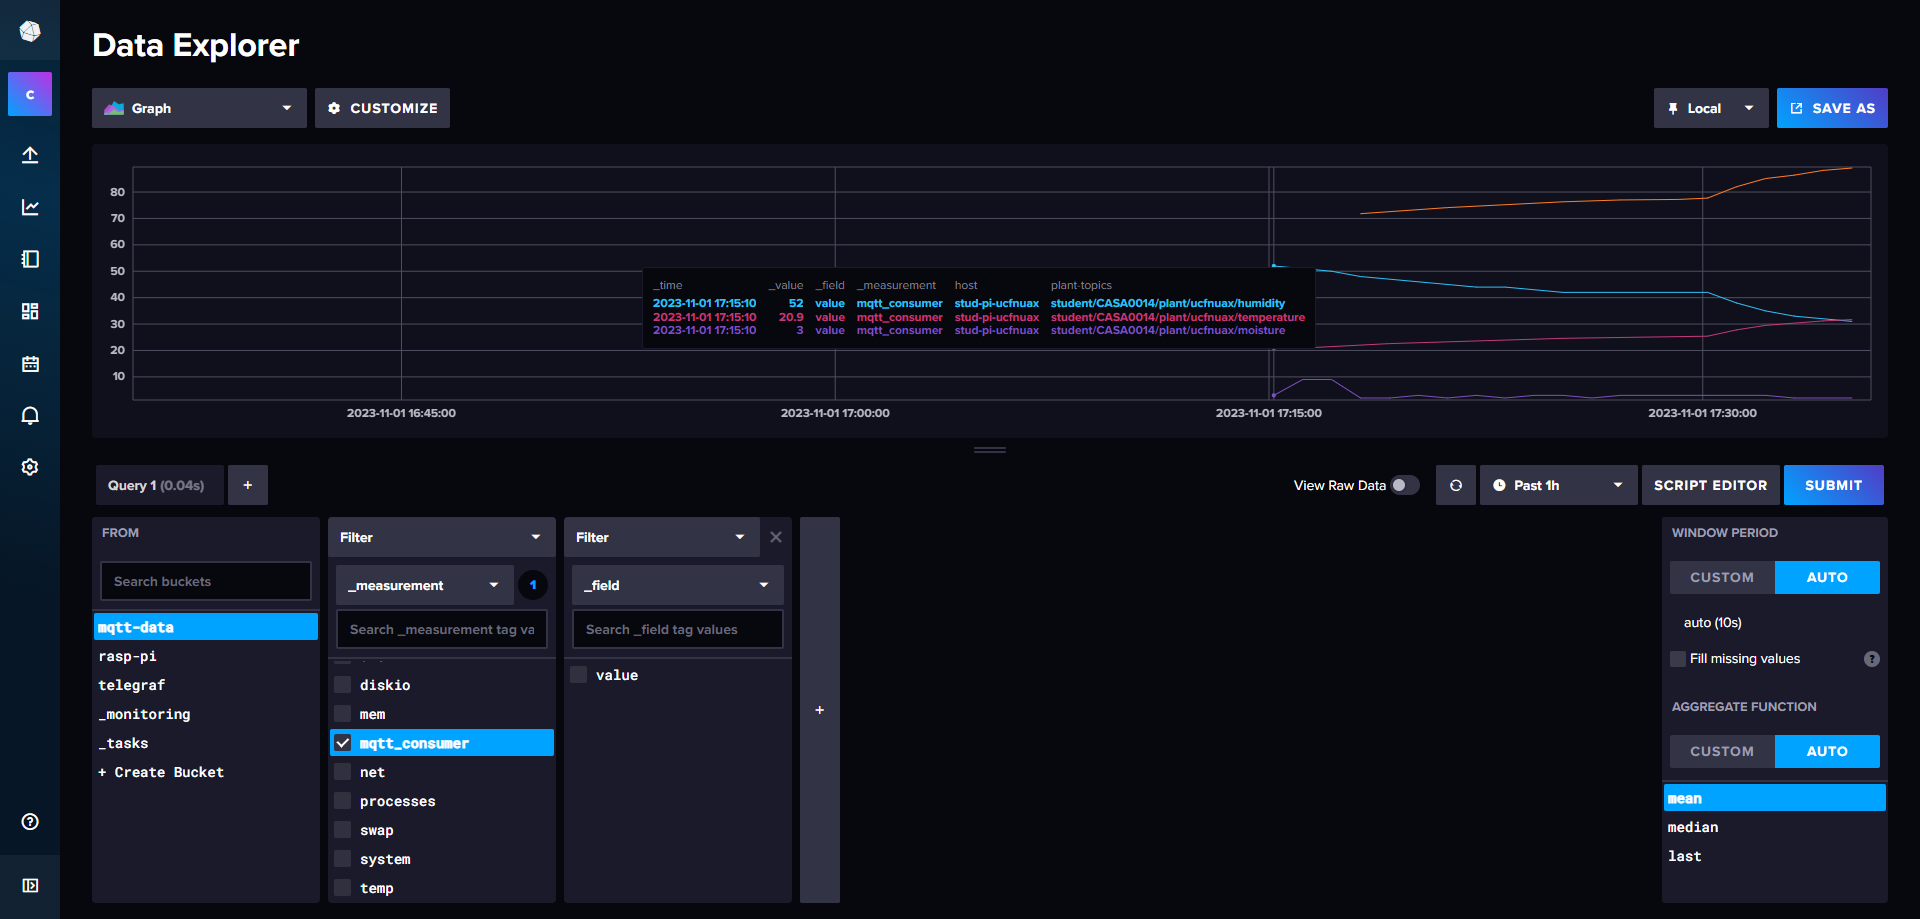 Data Explorer
C
Graph
CUSTOMIZE
Local
SAVE AS
80
70
60
50
40
30
20
10
_time _value _field _measurement host plant-topics
2023-11-01 17:15:10 52 value mqtt_consumer stud-pi-ucfnuax student/CASA0014/plant/ucfnuax/humidity
2023-11-01 17:15:10 20.9 value mqtt_consumer stud-pi-ucfnuax student/CASA0014/plant/ucfnuax/temperature
2023-11-01 17:15:10 3 value mqtt_consumer stud-pi-ucfnuax student/CASA0014/plant/ucfnuax/moisture
2023-11-01 16:45:00 2023-11-01 17:00:00 2023-11-01 17:15:00 2023-11-01 17:30:00
Query 1 (0.04s)
+
View Raw Data
Past 1h
SCRIPT EDITOR
SUBMIT
FROM
Search buckets
mqtt-data
rasp-pi
telegraf
_monitoring
_tasks
+ Create Bucket
Filter
_measurement
1
Search _measurement tag va
diskio
mem
mqtt_consumer
net
processes
swap
system
temp
Filter
_field
Search _field tag values
value
+
WINDOW PERIOD
CUSTOM
AUTO
auto (10s)
Fill missing values
?
AGGREGATE FUNCTION
CUSTOM
AUTO
mean
median
last